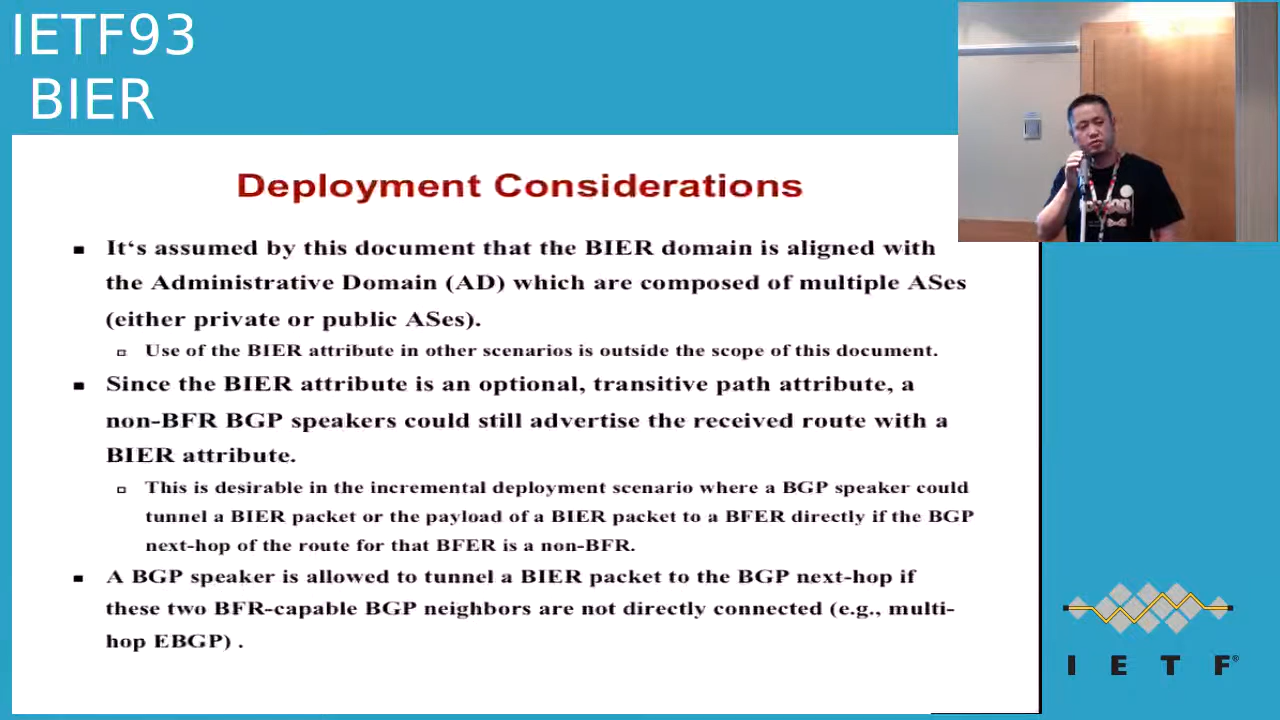 IETF93
BIER
Deployment Considerations
▪ It‘s assumed by this document that the BIER domain is aligned with
the Administrative Domain (AD) which are composed of multiple ASes
(either private or public ASes).
▫ Use of the BIER attribute in other scenarios is outside the scope of this document.
▪ Since the BIER attribute is an optional, transitive path attribute, a
non-BFR BGP speakers could still advertise the received route with a
BIER attribute.
▫ This is desirable in the incremental deployment scenario where a BGP speaker could
tunnel a BIER packet or the payload of a BIER packet to a BFER directly if the BGP
next-hop of the route for that BFER is a non-BFR.
▪ A BGP speaker is allowed to tunnel a BIER packet to the BGP next-hop if
these two BFR-capable BGP neighbors are not directly connected (e.g., multi-
hop EBGP) .
I E T F®